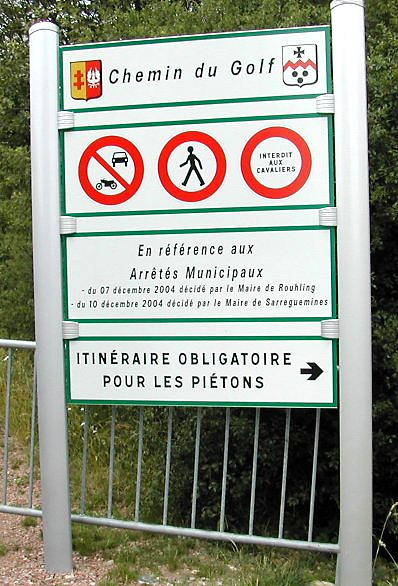 Chemin du Golf
INTERDIT
AUX
CAVALIERS
En référence aux
Arrêtés Municipaux
- du 07 décembre 2004 décidé par le Maire de Rouhling
- du 10 décembre 2004 décidé par le Maire de Sarreguemines
ITINÉRAIRE OBLIGATOIRE
POUR LES PIÉTONS